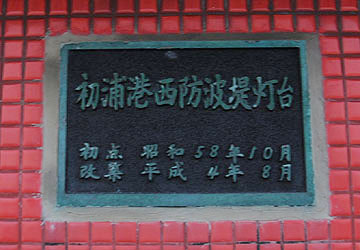 初浦港西防波堤灯台
初点 昭和58年10月
改築 平成 4年 8月